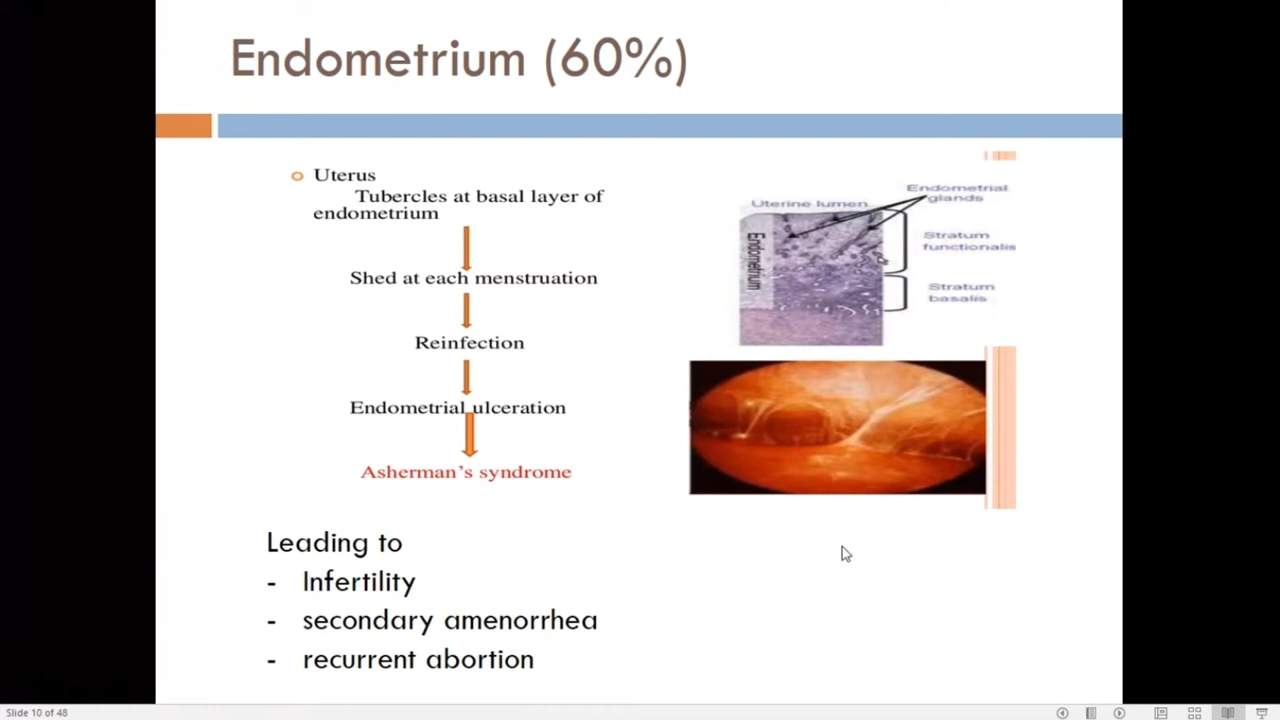 Endometrium (60%)
Uterus
Tubercles at basal layer of
endometrium
Shed at each menstruation
Reinfection
Endometrial ulceration
Asherman's syndrome
Uterine lumen
Endometrial
glands
Endometrium
Stratum
functionalis
Stratum
basalis
Leading to
- Infertility
- secondary amenorrhea
- recurrent abortion
Slide 10 of 48